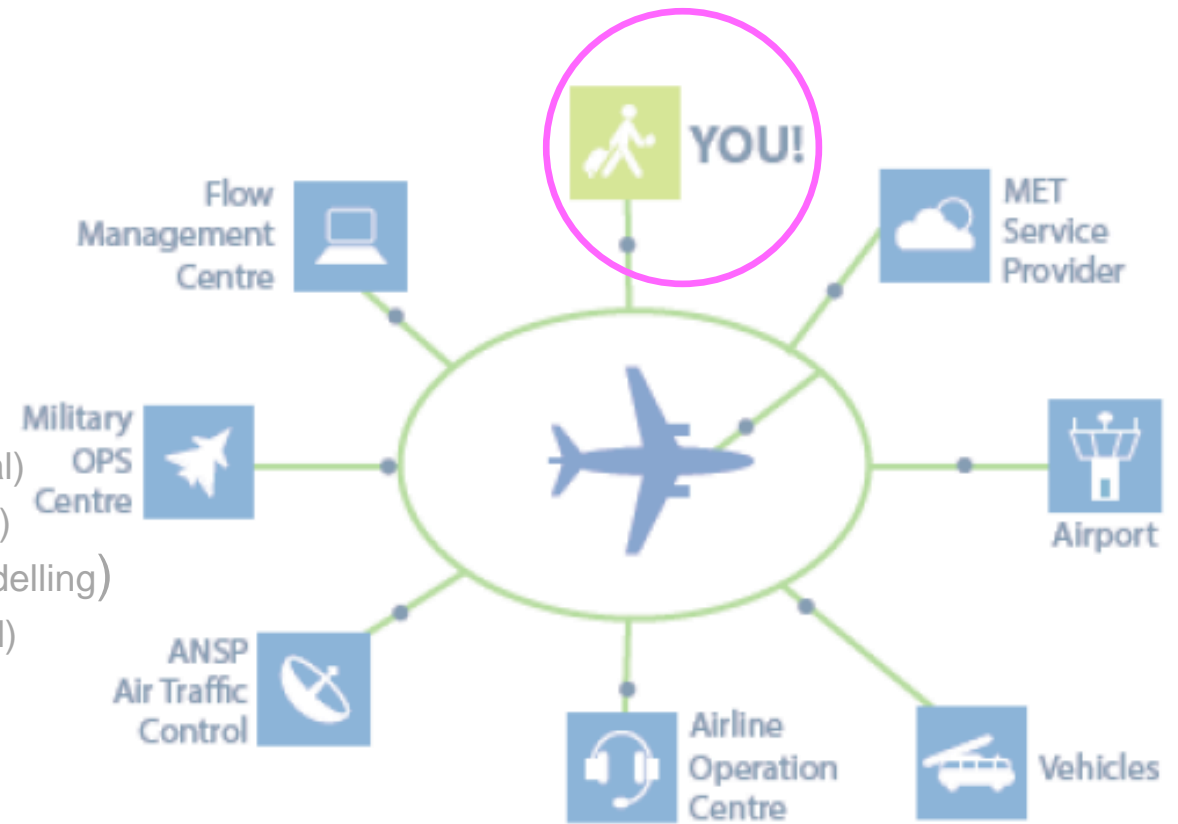 YOU!
Flow
Management
Centre
MET
Service
Provider
Military
OPS
Centre
al)
)
delling)
l)
Airport
ANSP
Air Traffic
Control
Airline
Operation
Centre
Vehicles